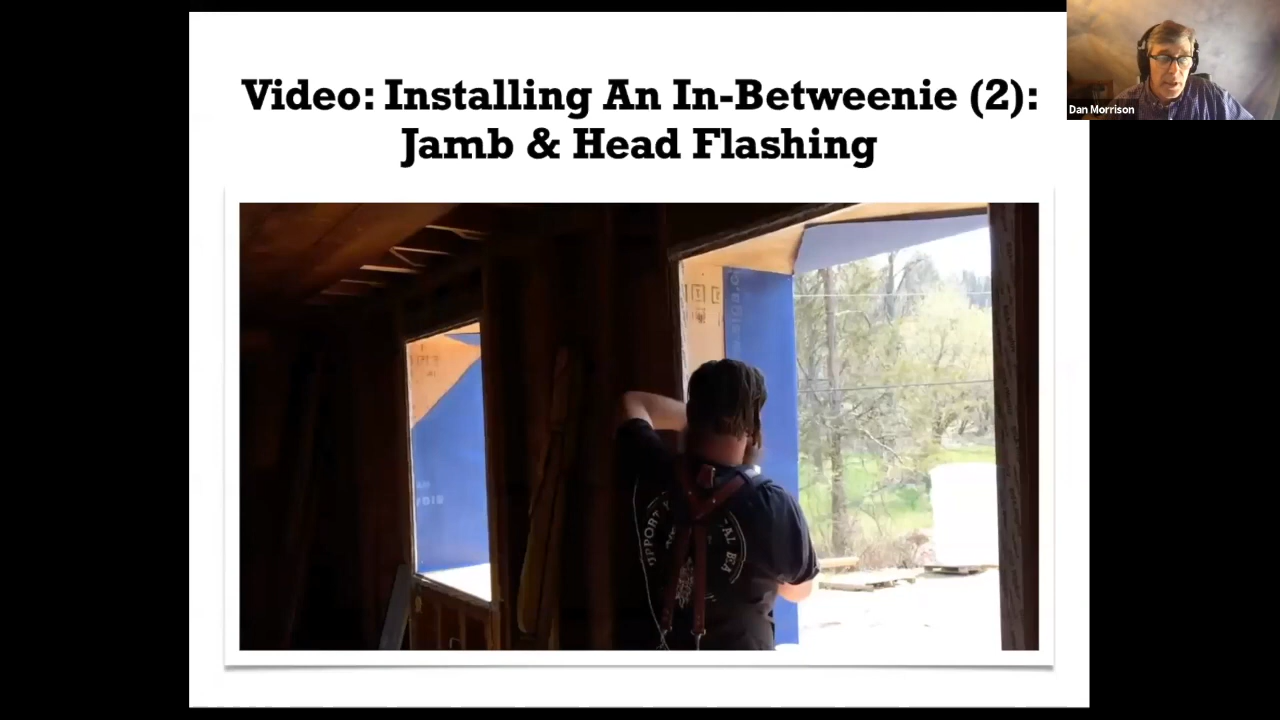 Video: Installing An In-Betweenie (2):
Jamb & Head Flashing
Dan Morrison